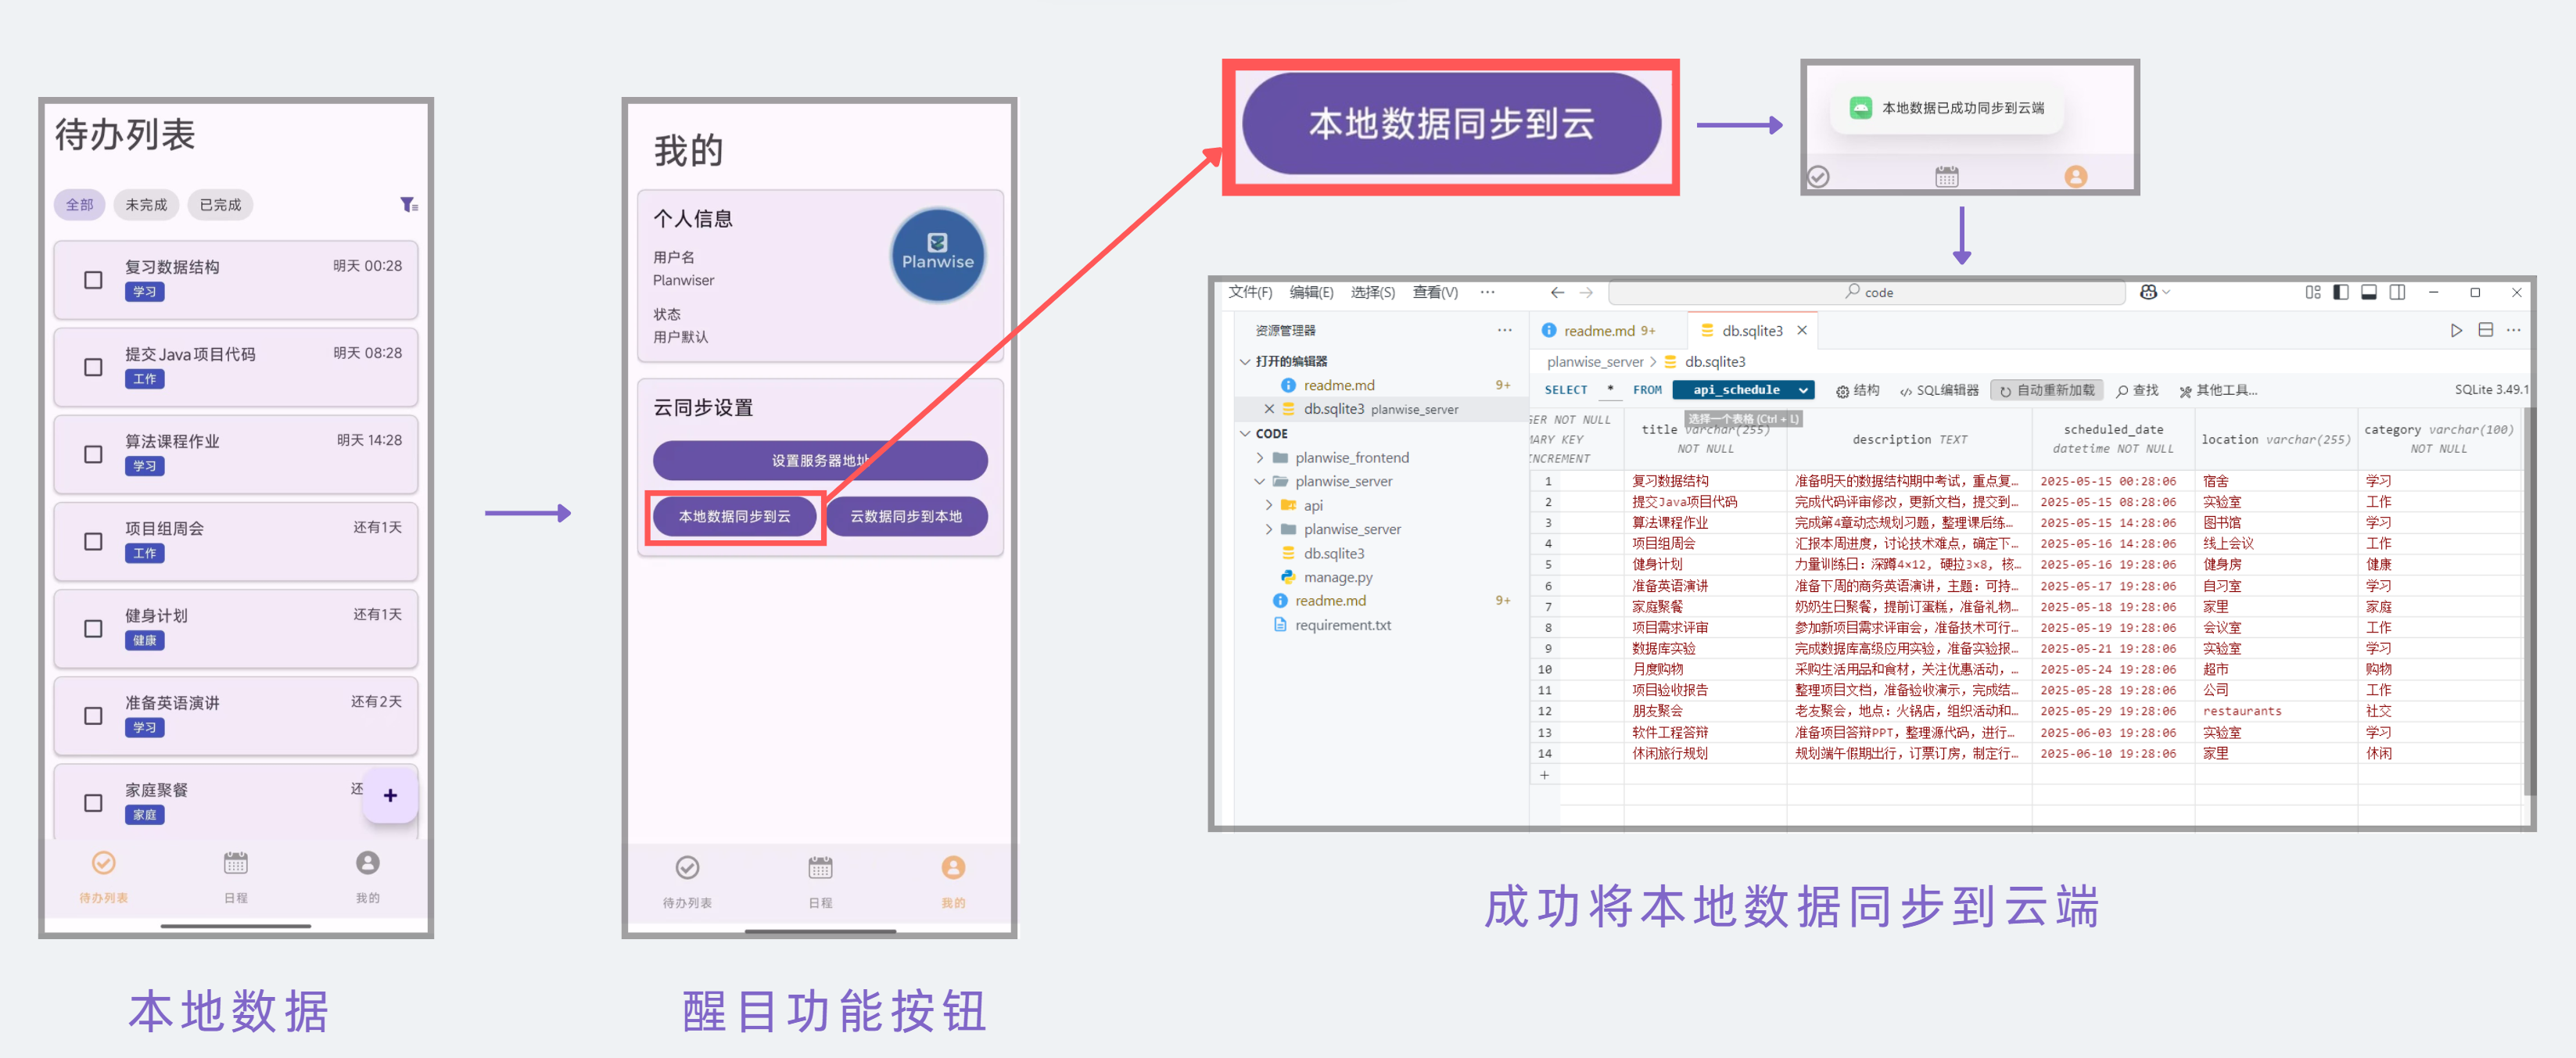 待办列表
全部 未完成 已完成
复习数据结构 明天 00:28
学习
提交Java项目代码 明天 08:28
工作
算法课程作业 明天 14:28
学习
项目组周会 还有1天
工作
健身计划 还有1天
健康
准备英语演讲 还有2天
学习
家庭聚餐 还
家庭
+
待办列表 日程 我的
本地数据
我的
个人信息
Planwise
用户名
Planwiser
状态
用户默认
云同步设置
设置服务器地址
本地数据同步到云 云数据同步到本地
待办列表 日程 我的
醒目功能按钮
本地数据同步到云
本地数据已成功同步到云端
文件(F) 编辑(E) 选择(S) 查看(V) ··· code
资源管理器 ···
打开的编辑器
readme.md 9+
db.sqlite3 planwise_server
CODE
planwise_frontend
planwise_server
api
planwise_server
db.sqlite3
manage.py
readme.md 9+
requirement.txt
readme.md 9+ db.sqlite3
planwise_server > db.sqlite3
SELECT * FROM api_schedule 结构 SQL编辑器 自动重新加载 查找 其他工具... SQLite 3.49.1
选择一个表格 (Ctrl + L)
GER NOT NULL
MARY KEY
INCREMENT
title varchar(255)
NOT NULL
description TEXT
scheduled_date
datetime NOT NULL
location varchar(255)
category varchar(100)
NOT NULL
1 复习数据结构 准备明天的数据结构期中考试，重点复… 2025-05-15 00:28:06 宿舍 学习
2 提交Java项目代码 完成代码评审修改，更新文档，提交到… 2025-05-15 08:28:06 实验室 工作
3 算法课程作业 完成第4章动态规划习题，整理课后练… 2025-05-15 14:28:06 图书馆 学习
4 项目组周会 汇报本周进度，讨论技术难点，确定下… 2025-05-16 14:28:06 线上会议 工作
5 健身计划 力量训练日：深蹲4×12, 硬拉3×8, 核… 2025-05-16 19:28:06 健身房 健康
6 准备英语演讲 准备下周的商务英语演讲，主题：可持… 2025-05-17 19:28:06 自习室 学习
7 家庭聚餐 奶奶生日聚餐，提前订蛋糕，准备礼物… 2025-05-18 19:28:06 家里 家庭
8 项目需求评审 参加新项目需求评审会，准备技术可行… 2025-05-19 19:28:06 会议室 工作
9 数据库实验 完成数据库高级应用实验，准备实验报… 2025-05-21 19:28:06 实验室 学习
10 月度购物 采购生活用品和食材，关注优惠活动，… 2025-05-24 19:28:06 超市 购物
11 项目验收报告 整理项目文档，准备验收演示，完成结… 2025-05-28 19:28:06 公司 工作
12 朋友聚会 老友聚会，地点：火锅店，组织活动和… 2025-05-29 19:28:06 restaurants 社交
13 软件工程答辩 准备项目答辩PPT，整理源代码，进行… 2025-06-03 19:28:06 实验室 学习
14 休闲旅行规划 规划端午假期出行，订票订房，制定行… 2025-06-10 19:28:06 家里 休闲
+
成功将本地数据同步到云端